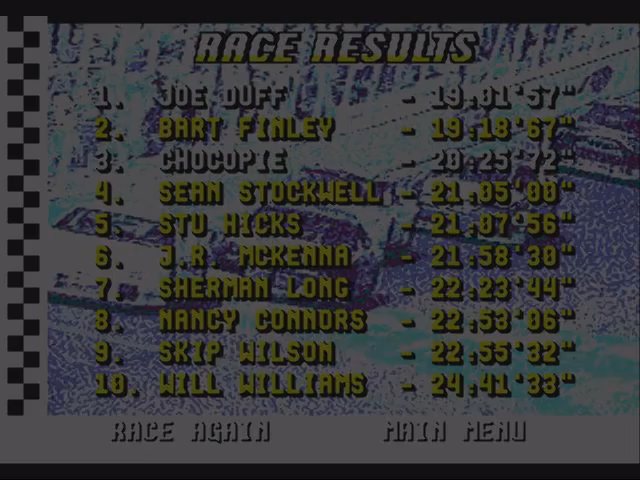 RACE RESULTS
1. JOE DUFF - 19.01'57"
2. BART FINLEY - 19.18'67"
3. CHOCOPIE - 20.25'72"
4. SEAN STOCKWELL - 21.05'00"
5. STU HICKS - 21.07'56"
6. J.R. MCKENNA - 21.58'30"
7. SHERMAN LONG - 22.23'44"
8. NANCY CONNORS - 22.53'06"
9. SKIP WILSON - 22.55'32"
10. WILL WILLIAMS - 24.41'33"
RACE AGAIN MAIN MENU